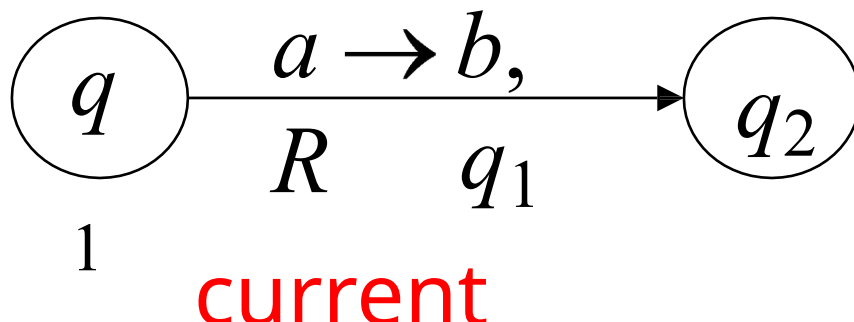 q a → b, q₂
R q₁
1
current